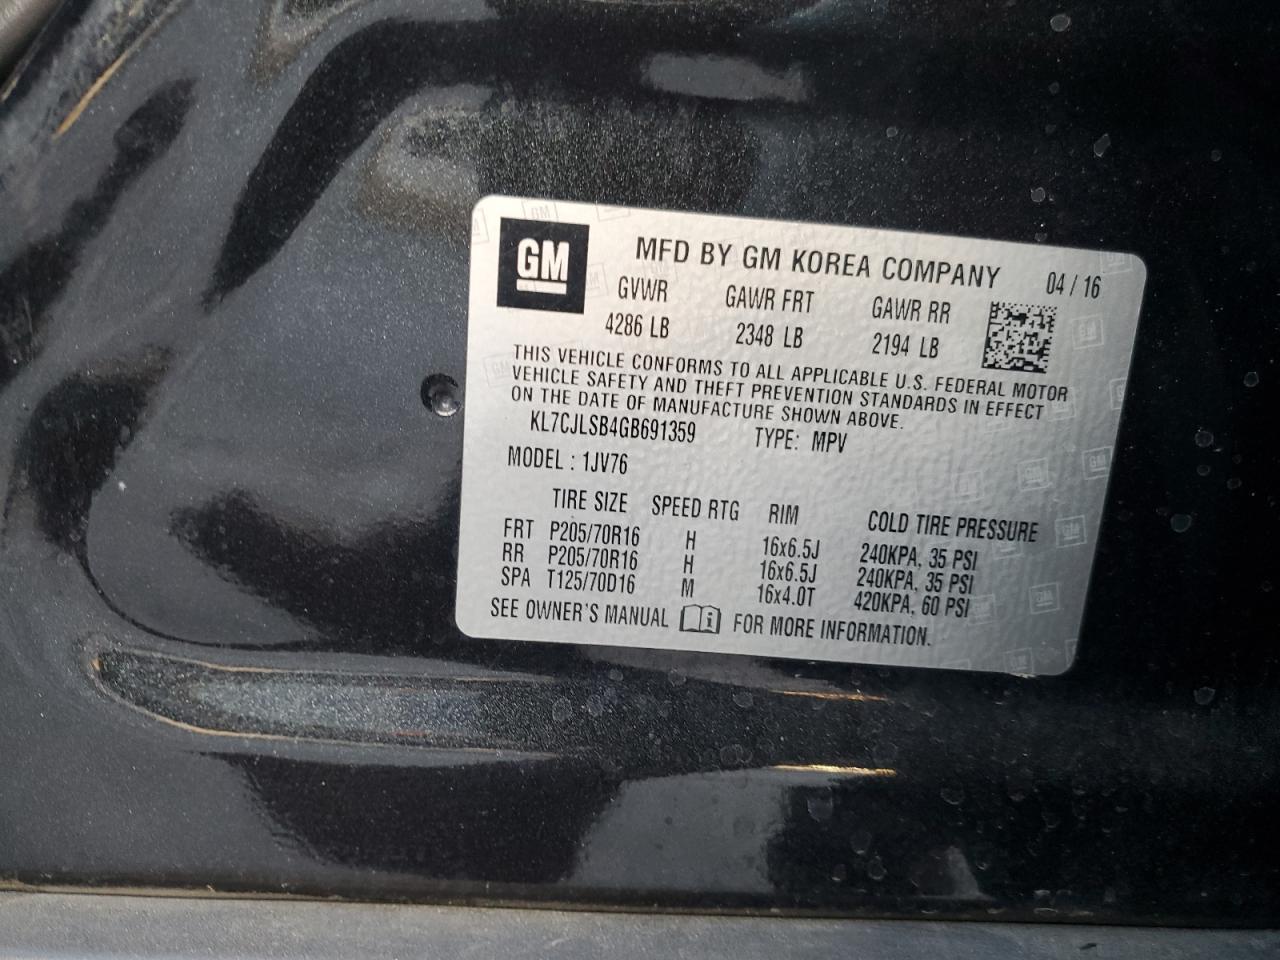 GM
MFD BY GM KOREA COMPANY 04 / 16
GVWR GAWR FRT GAWR RR
4286 LB 2348 LB 2194 LB
THIS VEHICLE CONFORMS TO ALL APPLICABLE U.S. FEDERAL MOTOR
VEHICLE SAFETY AND THEFT PREVENTION STANDARDS IN EFFECT
ON THE DATE OF MANUFACTURE SHOWN ABOVE.
KL7CJLSB4GB691359 TYPE: MPV
MODEL : 1JV76
TIRE SIZE SPEED RTG RIM COLD TIRE PRESSURE
FRT P205/70R16 H 16x6.5J 240KPA, 35 PSI
RR P205/70R16 H 16x6.5J 240KPA, 35 PSI
SPA T125/70D16 M 16x4.0T 420KPA, 60 PSI
SEE OWNER'S MANUAL FOR MORE INFORMATION.